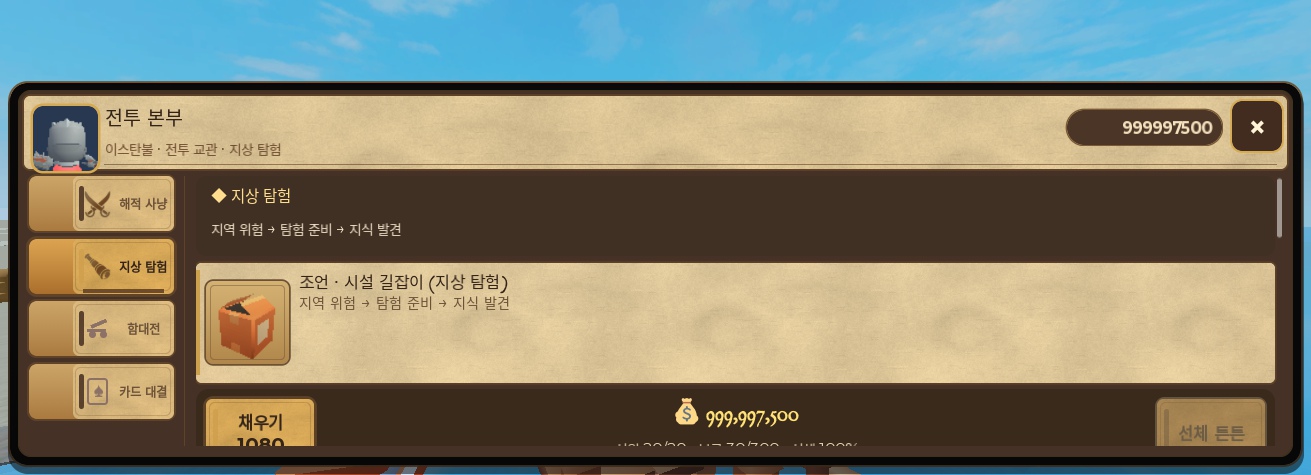 전투 본부
이스탄불 · 전투 교관 · 지상 탐험
999997500
×
해적 사냥
지상 탐험
함대전
카드 대결
◆ 지상 탐험
지역 위험 → 탐험 준비 → 지식 발견
조언 · 시설 길잡이 (지상 탐험)
지역 위험 → 탐험 준비 → 지식 발견
채우기
1080
999,997,500
선체 튼튼